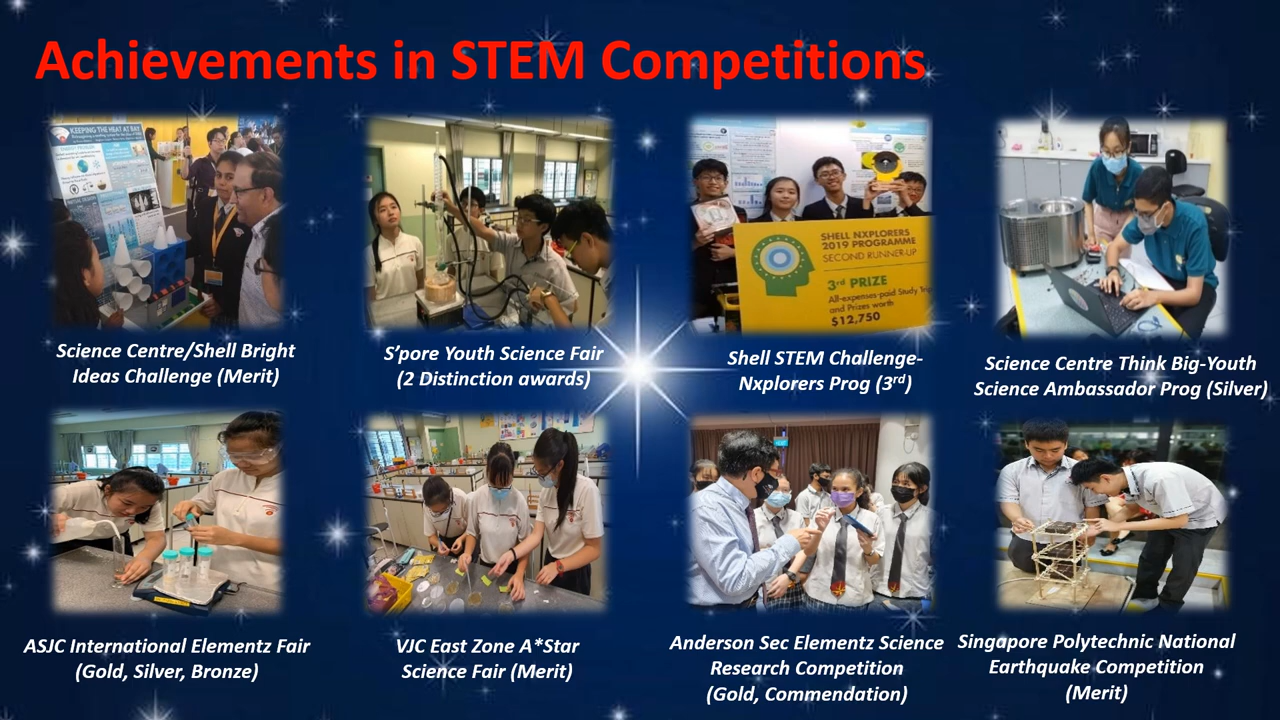 Achievements in STEM Competitions
KEEPING THE HEAT AT BAY
SHELL NXPLORERS
2019 PROGRAMME
SECOND RUNNER-UP
3rd PRIZE
All-expenses-paid Study Trip
and Prizes worth
$12,750
Science Centre/Shell Bright
Ideas Challenge (Merit)
S'pore Youth Science Fair
(2 Distinction awards)
Shell STEM Challenge-
Nxplorers Prog (3rd)
Science Centre Think Big-Youth
Science Ambassador Prog (Silver)
ASJC International Elementz Fair
(Gold, Silver, Bronze)
VJC East Zone A*Star
Science Fair (Merit)
Anderson Sec Elementz Science
Research Competition
(Gold, Commendation)
Singapore Polytechnic National
Earthquake Competition
(Merit)